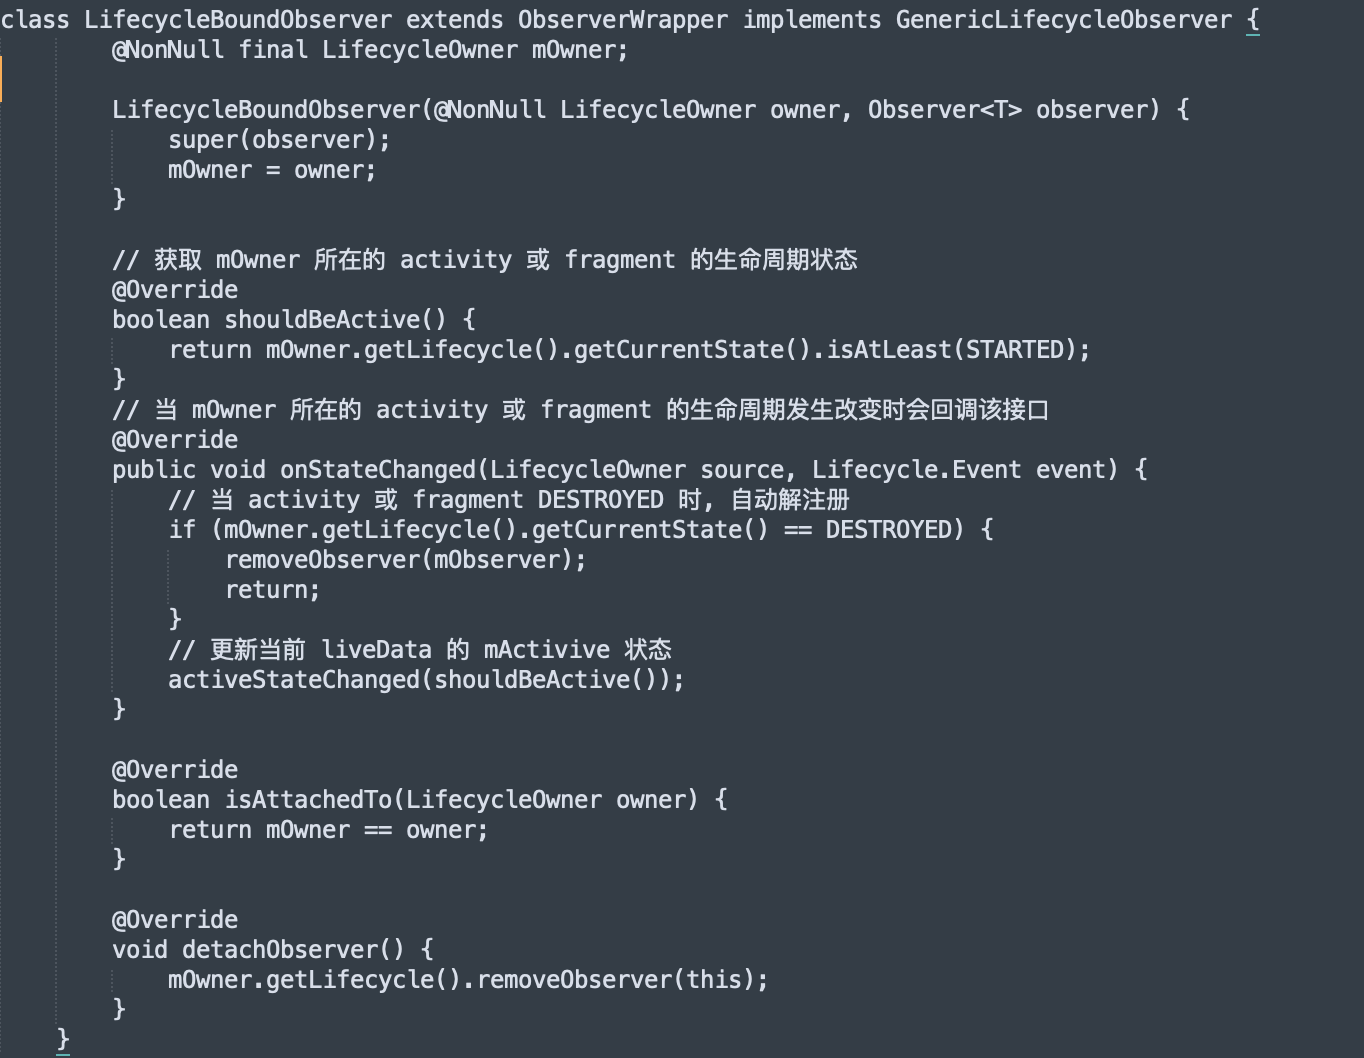 class LifecycleBoundObserver extends ObserverWrapper implements GenericLifecycleObserver {
@NonNull final LifecycleOwner mOwner;
LifecycleBoundObserver(@NonNull LifecycleOwner owner, Observer<T> observer) {
super(observer);
mOwner = owner;
}
// 获取 mOwner 所在的 activity 或 fragment 的生命周期状态
@Override
boolean shouldBeActive() {
return mOwner.getLifecycle().getCurrentState().isAtLeast(STARTED);
}
// 当 mOwner 所在的 activity 或 fragment 的生命周期发生改变时会回调该接口
@Override
public void onStateChanged(LifecycleOwner source, Lifecycle.Event event) {
// 当 activity 或 fragment DESTROYED 时, 自动解注册
if (mOwner.getLifecycle().getCurrentState() == DESTROYED) {
removeObserver(mObserver);
return;
}
// 更新当前 liveData 的 mActivive 状态
activeStateChanged(shouldBeActive());
}
@Override
boolean isAttachedTo(LifecycleOwner owner) {
return mOwner == owner;
}
@Override
void detachObserver() {
mOwner.getLifecycle().removeObserver(this);
}
}